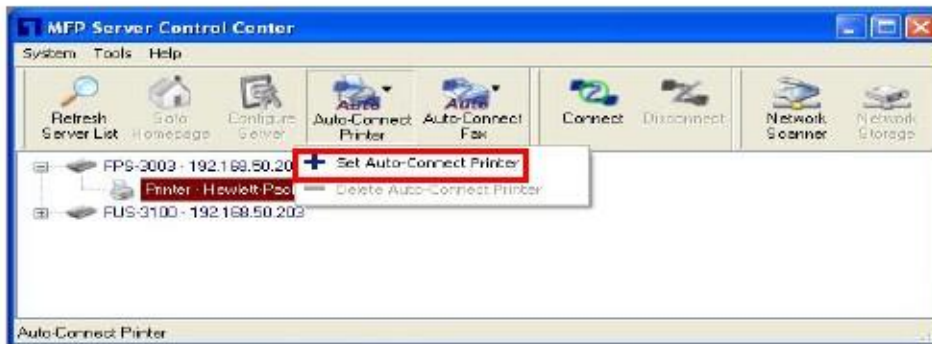 MFP Server Control Center
System Tools Help
Refresh Server List
Goto Homepage
Configure Server
Auto
Auto-Connect Printer
Auto
Auto-Connect Fax
Connect
Disconnect
Network Scanner
Network Storage
FPS-3003 - 192.168.50.20
Set Auto-Connect Printer
Printer - Hewlett-Pac
Delete Auto-Connect Printer
FUS-3100 - 192.168.50.203
Auto-Connect Printer